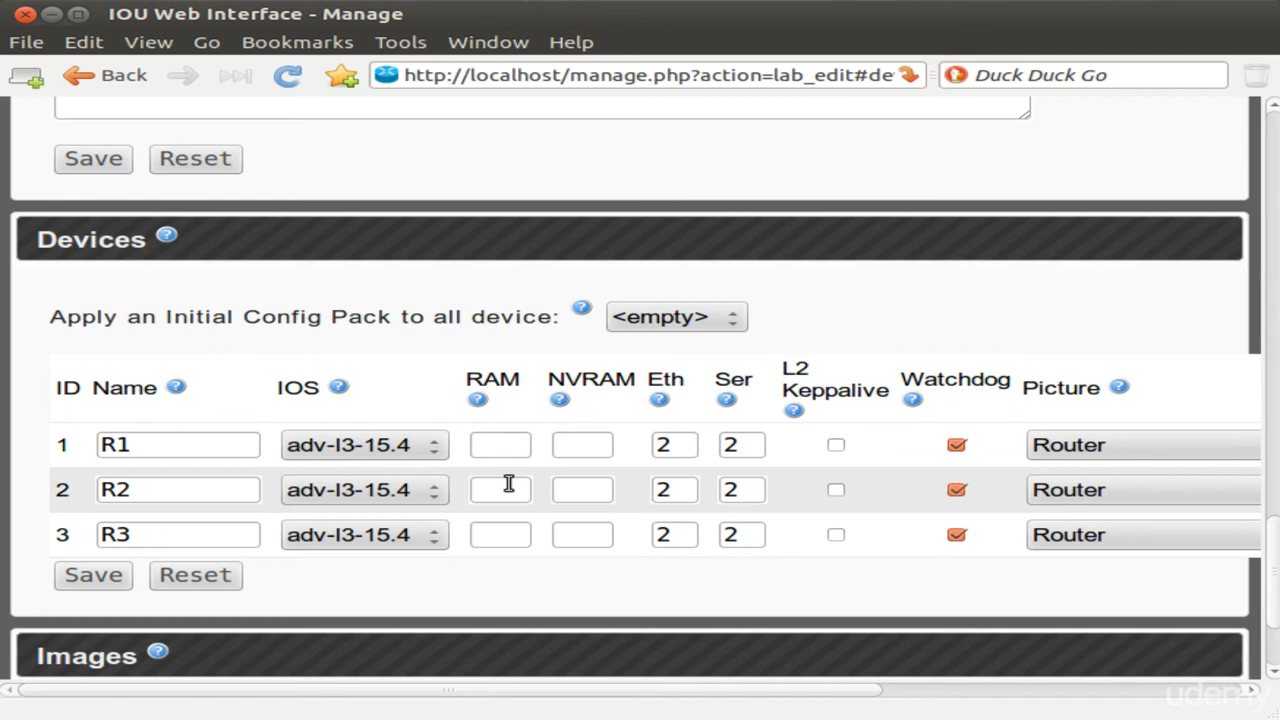 IOU Web Interface - Manage
File Edit View Go Bookmarks Tools Window Help
Back http://localhost/manage.php?action=lab_edit#de Duck Duck Go
Save Reset
Devices
Apply an Initial Config Pack to all device: <empty>
ID Name IOS RAM NVRAM Eth Ser L2 Keppalive Watchdog Picture
1 R1 adv-l3-15.4 2 2 Router
2 R2 adv-l3-15.4 2 2 Router
3 R3 adv-l3-15.4 2 2 Router
Save Reset
Images
udemy